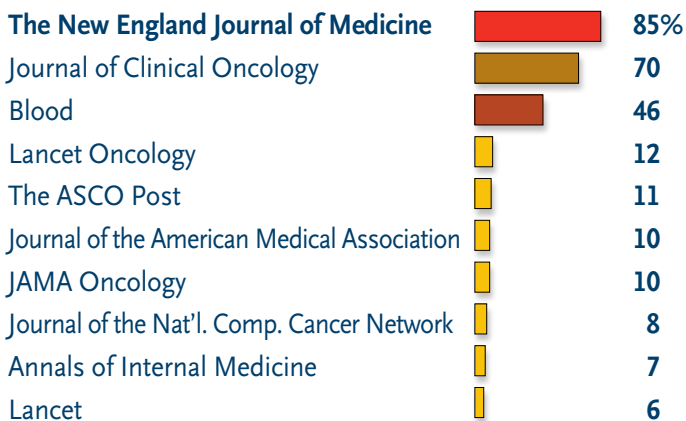 The New England Journal of Medicine 85%
Journal of Clinical Oncology 70
Blood 46
Lancet Oncology 12
The ASCO Post 11
Journal of the American Medical Association 10
JAMA Oncology 10
Journal of the Nat’l. Comp. Cancer Network 8
Annals of Internal Medicine 7
Lancet 6